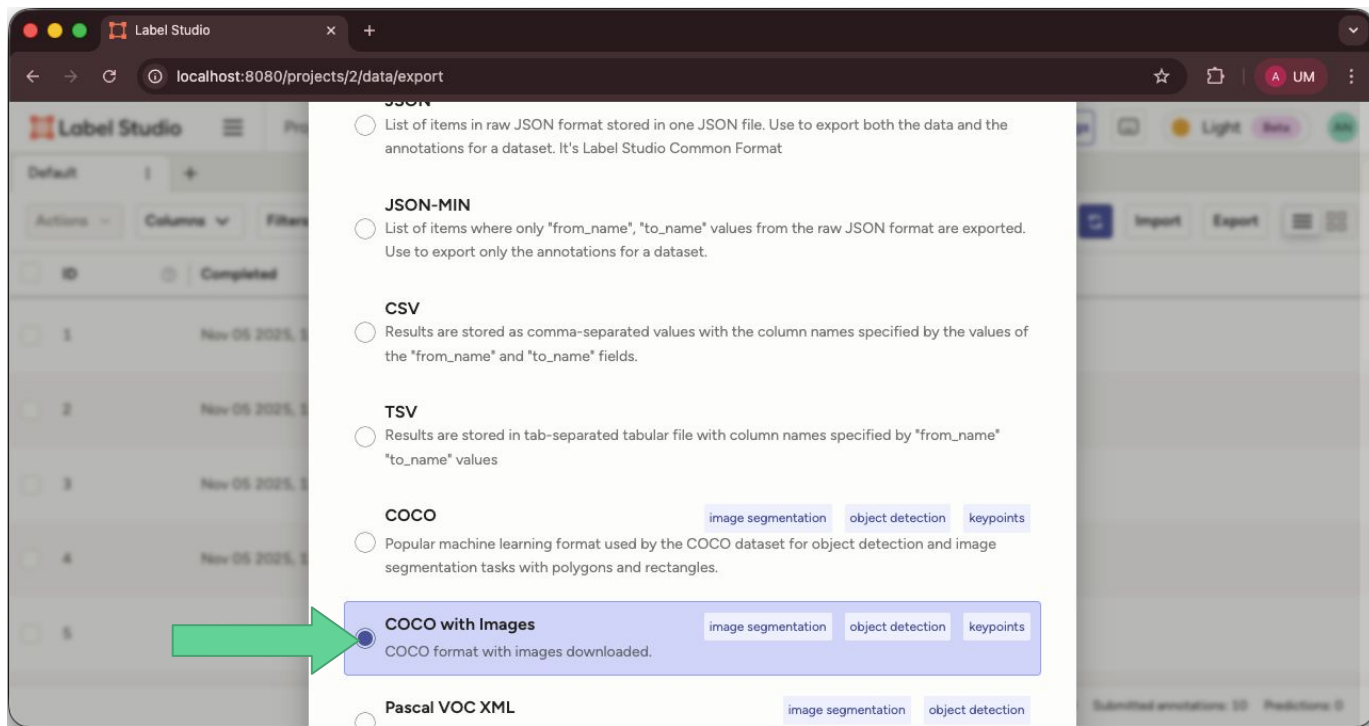 Label Studio
localhost:8080/projects/2/data/export
A UM
Label Studio
Pro
Light Beta
Default
Actions
Columns
Filters
Import
Export
ID
Completed
1 Nov 05 2025, 1
2 Nov 05 2025, 1
3 Nov 05 2025, 1
4 Nov 05 2025, 1
5
JSON
List of items in raw JSON format stored in one JSON file. Use to export both the data and the
annotations for a dataset. It's Label Studio Common Format
JSON-MIN
List of items where only "from_name", "to_name" values from the raw JSON format are exported.
Use to export only the annotations for a dataset.
CSV
Results are stored as comma-separated values with the column names specified by the values of
the "from_name" and "to_name" fields.
TSV
Results are stored in tab-separated tabular file with column names specified by "from_name"
"to_name" values
COCO image segmentation object detection keypoints
Popular machine learning format used by the COCO dataset for object detection and image
segmentation tasks with polygons and rectangles.
COCO with Images image segmentation object detection keypoints
COCO format with images downloaded.
Pascal VOC XML image segmentation object detection
Submitted annotations: 10 Predictions: 0